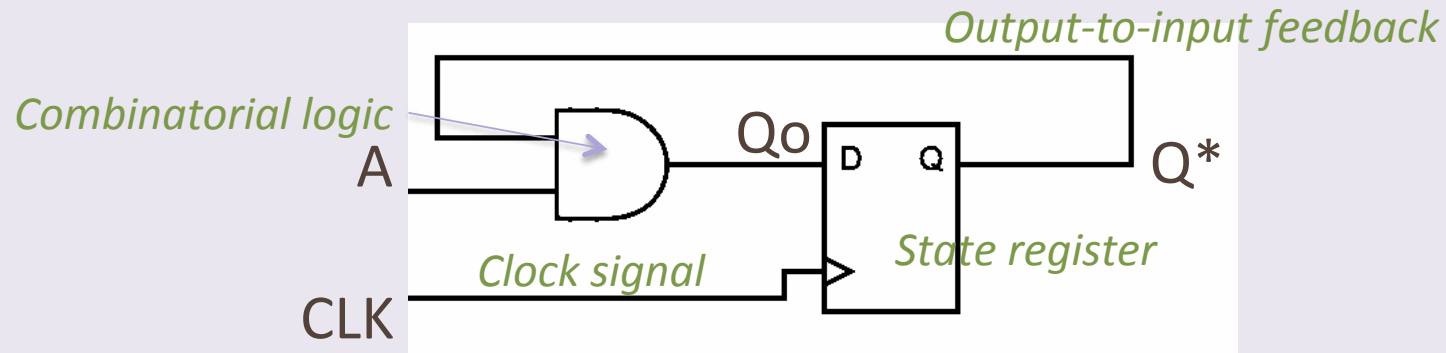 Output-to-input feedback
Combinatorial logic
Qo
A
D Q
Q*
State register
Clock signal
CLK